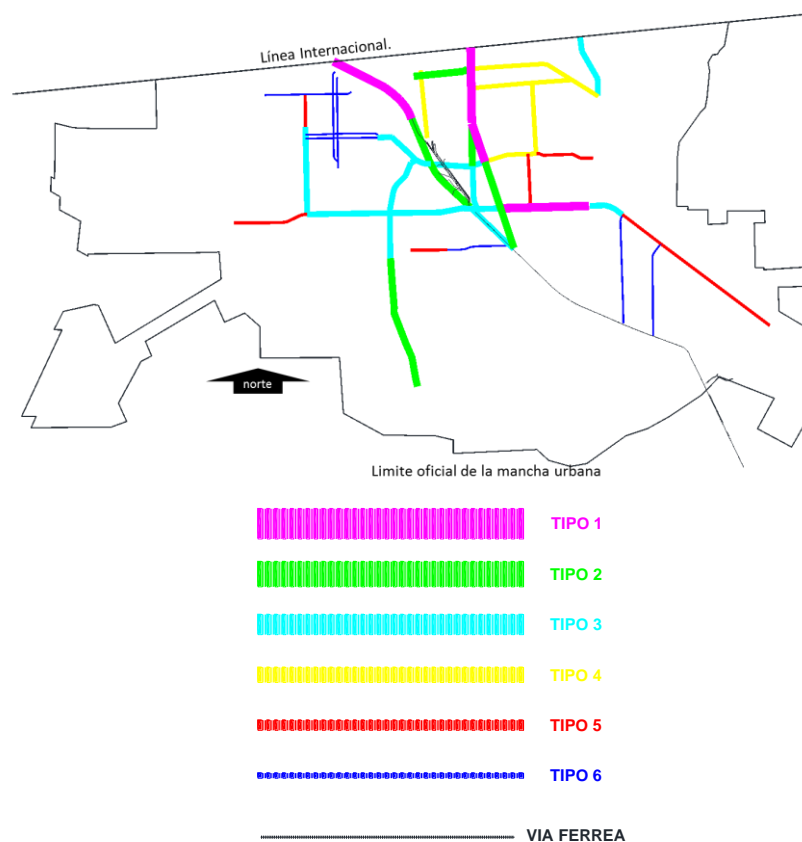 Línea Internacional.
norte
Limite oficial de la mancha urbana
TIPO 1
TIPO 2
TIPO 3
TIPO 4
TIPO 5
TIPO 6
VIA FERREA